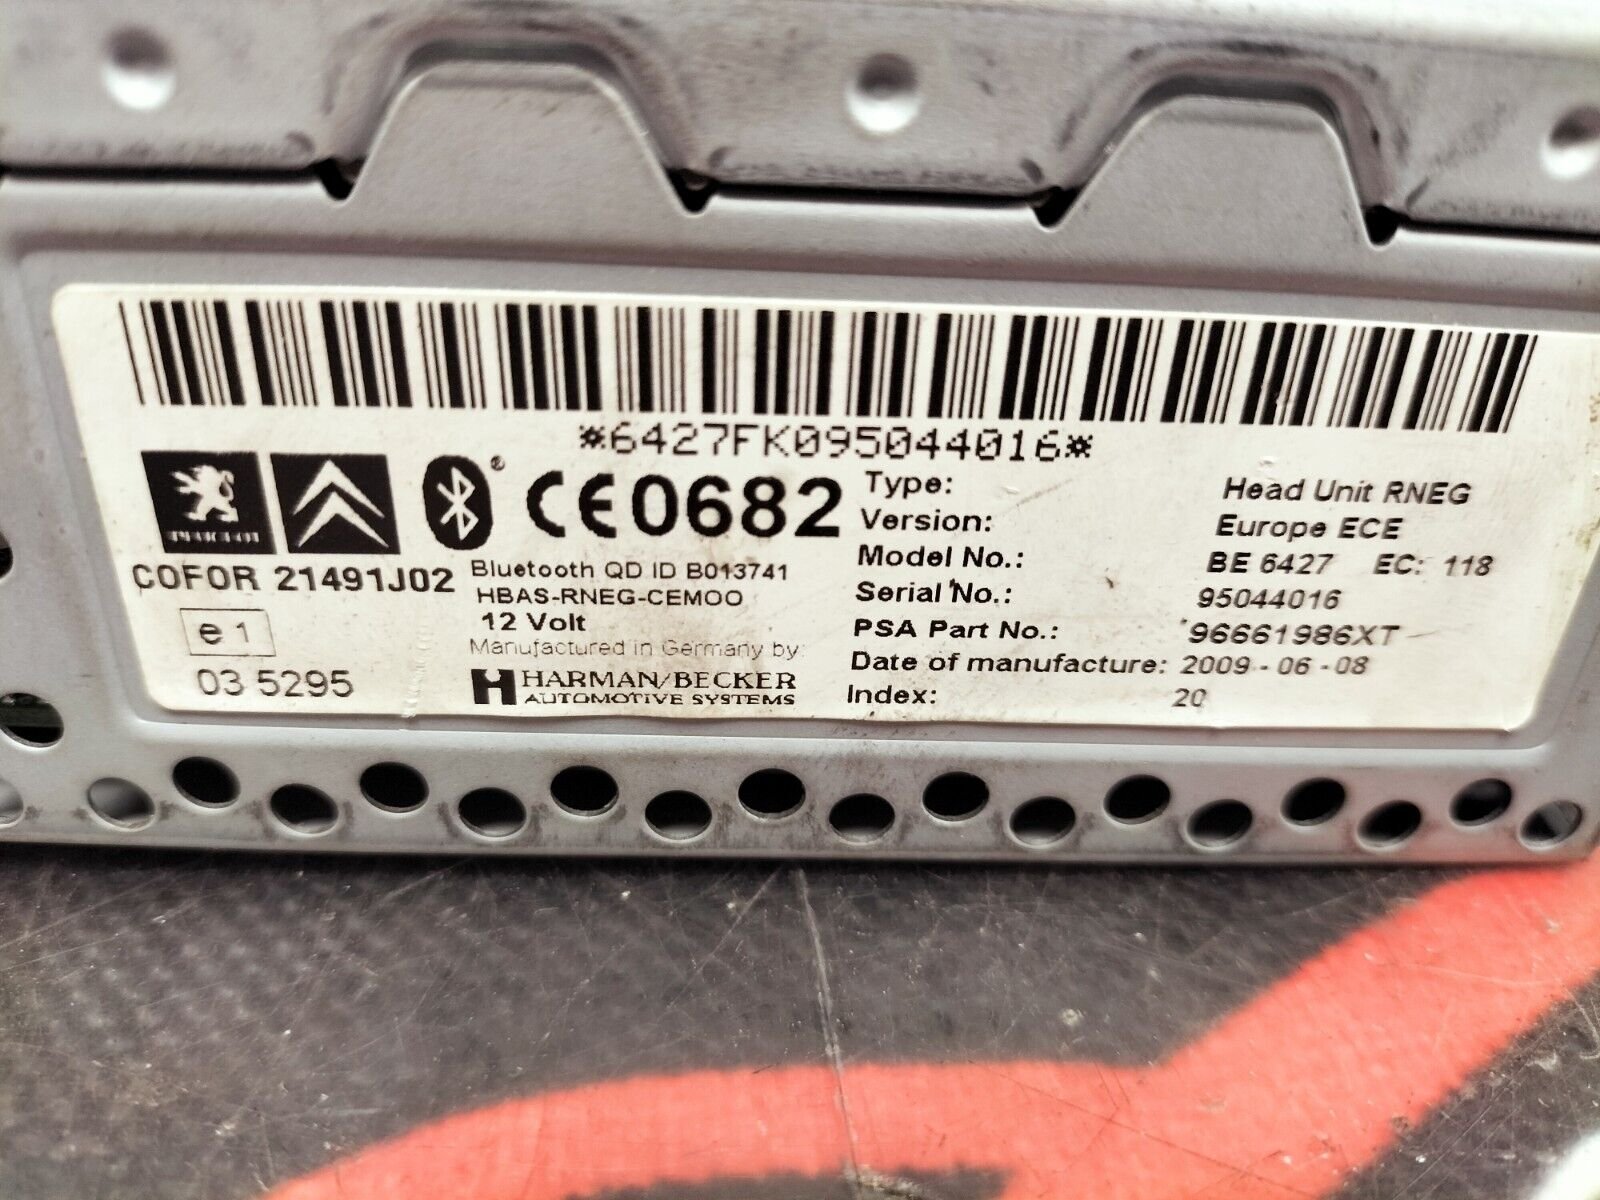 *6427FK095044016*
PEUGEOT
CE0682
COFOR 21491J02
e1
03 5295
Bluetooth QD ID B013741
HBAS-RNEG-CEM00
12 Volt
Manufactured in Germany by:
HARMAN/BECKER
AUTOMOTIVE SYSTEMS
Type: Head Unit RNEG
Version: Europe ECE
Model No.: BE 6427 EC: 118
Serial No.: 95044016
PSA Part No.: 96661986XT
Date of manufacture: 2009-06-08
Index: 20